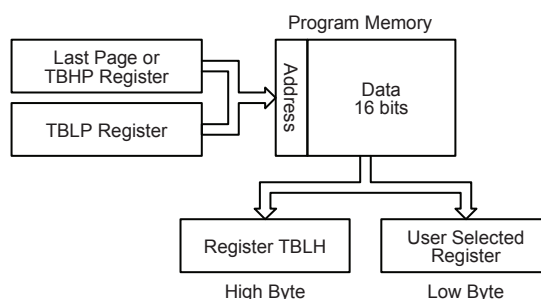 Program Memory
Last Page or
TBHP Register
TBLP Register
Address
Data
16 bits
Register TBLH
User Selected
Register
High Byte
Low Byte